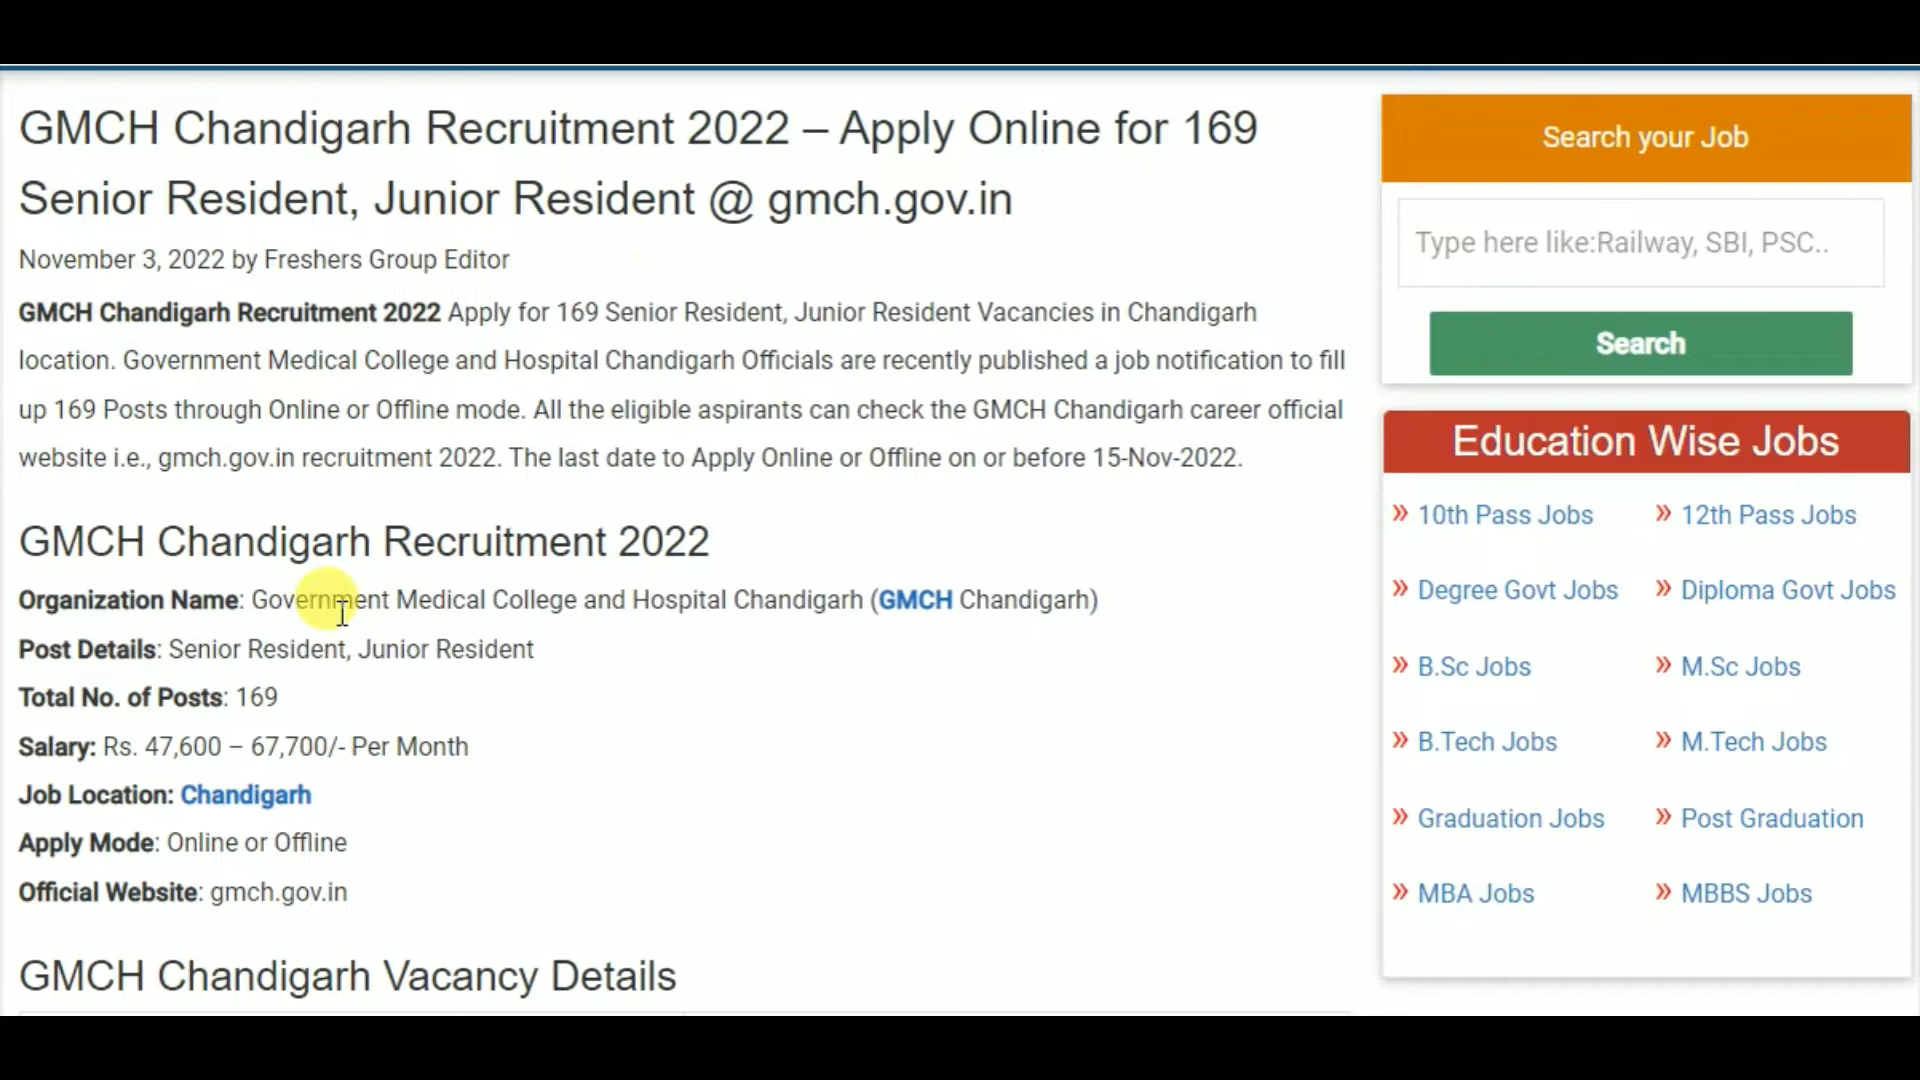 GMCH Chandigarh Recruitment 2022 – Apply Online for 169
Senior Resident, Junior Resident @ gmch.gov.in
November 3, 2022 by Freshers Group Editor
GMCH Chandigarh Recruitment 2022 Apply for 169 Senior Resident, Junior Resident Vacancies in Chandigarh
location. Government Medical College and Hospital Chandigarh Officials are recently published a job notification to fill
up 169 Posts through Online or Offline mode. All the eligible aspirants can check the GMCH Chandigarh career official
website i.e., gmch.gov.in recruitment 2022. The last date to Apply Online or Offline on or before 15-Nov-2022.
GMCH Chandigarh Recruitment 2022
Organization Name: Government Medical College and Hospital Chandigarh (GMCH Chandigarh)
Post Details: Senior Resident, Junior Resident
Total No. of Posts: 169
Salary: Rs. 47,600 – 67,700/- Per Month
Job Location: Chandigarh
Apply Mode: Online or Offline
Official Website: gmch.gov.in
GMCH Chandigarh Vacancy Details
Search your Job
Type here like:Railway, SBI, PSC..
Search
Education Wise Jobs
» 10th Pass Jobs » 12th Pass Jobs
» Degree Govt Jobs » Diploma Govt Jobs
» B.Sc Jobs » M.Sc Jobs
» B.Tech Jobs » M.Tech Jobs
» Graduation Jobs » Post Graduation
» MBA Jobs » MBBS Jobs